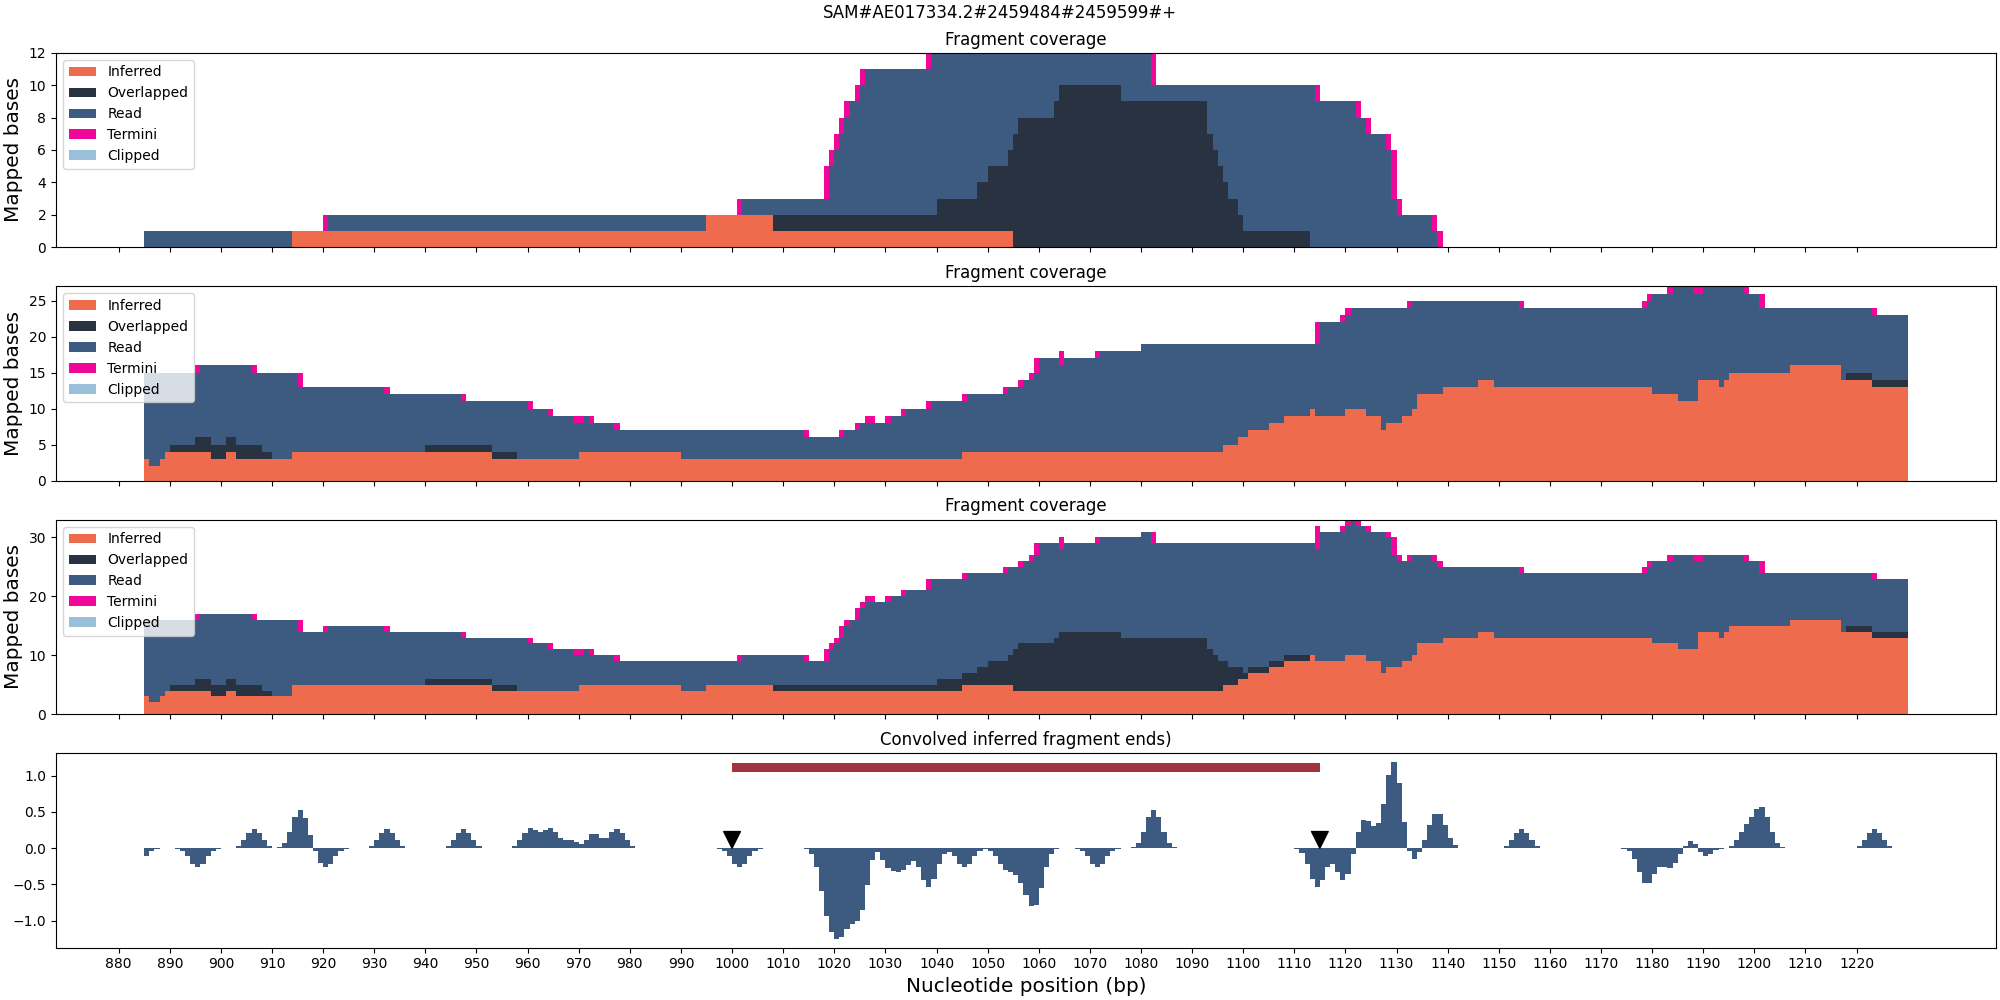 SAM#AE017334.2#2459484#2459599#+
Fragment coverage
Mapped bases
12
10
8
6
4
2
0
Inferred
Overlapped
Read
Termini
Clipped
Fragment coverage
Mapped bases
25
20
15
10
5
0
Inferred
Overlapped
Read
Termini
Clipped
Fragment coverage
Mapped bases
30
20
10
0
Inferred
Overlapped
Read
Termini
Clipped
Convolved inferred fragment ends)
1.0
0.5
0.0
−0.5
−1.0
880 890 900 910 920 930 940 950 960 970 980 990 1000 1010 1020 1030 1040 1050 1060 1070 1080 1090 1100 1110 1120 1130 1140 1150 1160 1170 1180 1190 1200 1210 1220
Nucleotide position (bp)